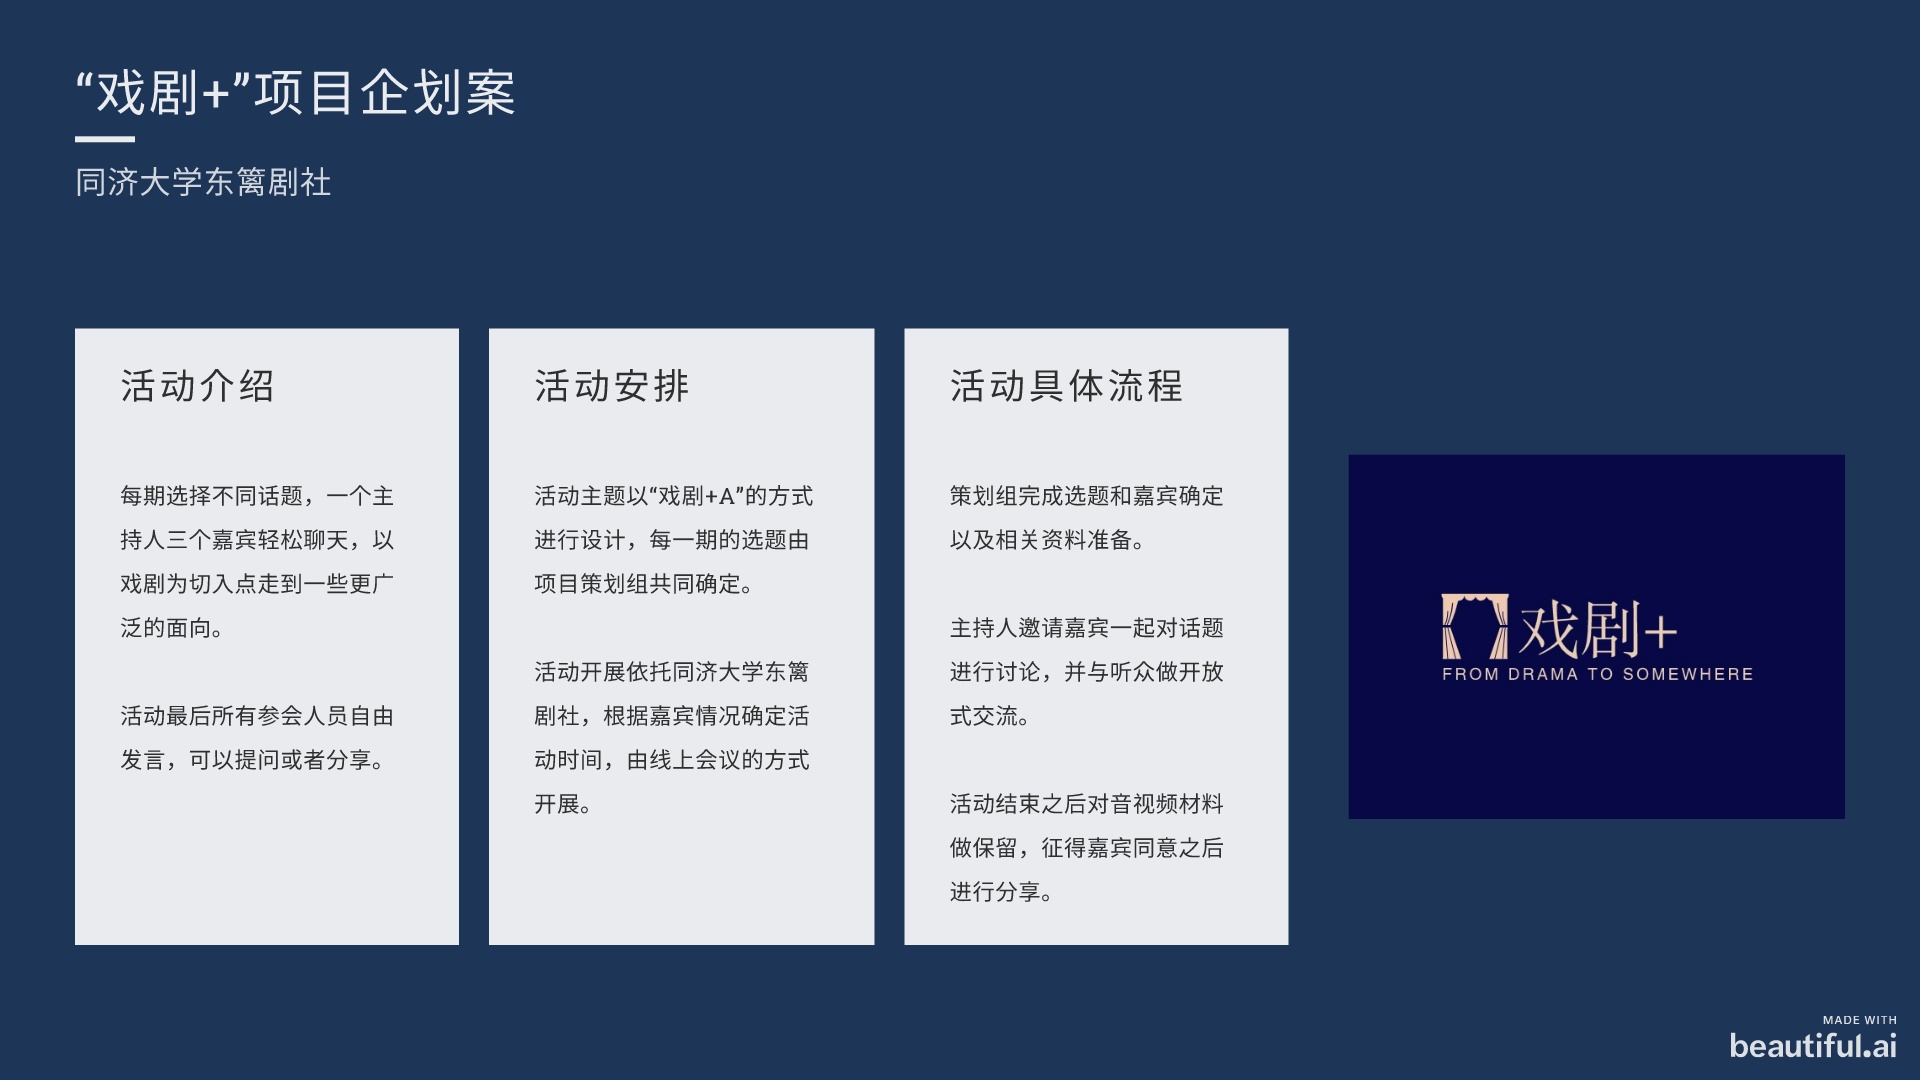 “戏剧+”项目企划案
同济大学东篱剧社
活动介绍
每期选择不同话题，一个主
持人三个嘉宾轻松聊天，以
戏剧为切入点走到一些更广
泛的面向。
活动最后所有参会人员自由
发言，可以提问或者分享。
活动安排
活动主题以“戏剧+A”的方式
进行设计，每一期的选题由
项目策划组共同确定。
活动开展依托同济大学东篱
剧社，根据嘉宾情况确定活
动时间，由线上会议的方式
开展。
活动具体流程
策划组完成选题和嘉宾确定
以及相关资料准备。
主持人邀请嘉宾一起对话题
进行讨论，并与听众做开放
式交流。
活动结束之后对音视频材料
做保留，征得嘉宾同意之后
进行分享。
戏剧+
FROM DRAMA TO SOMEWHERE
MADE WITH
beautiful.ai